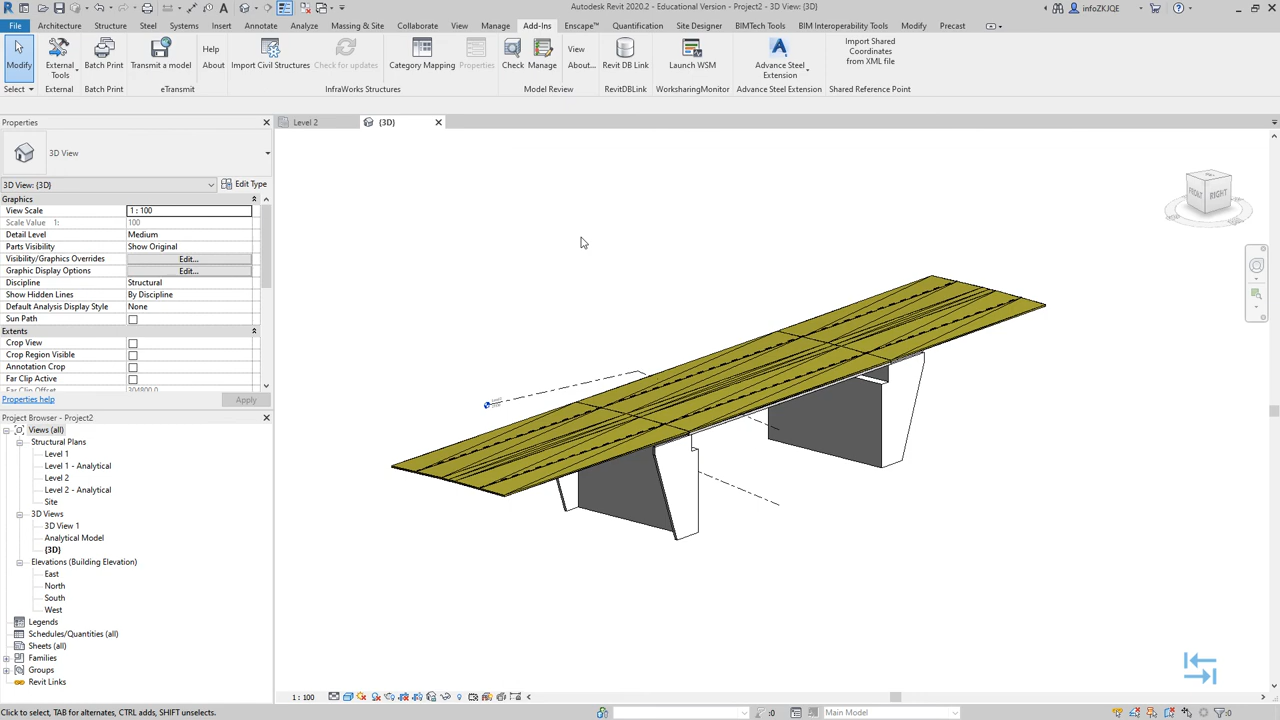 Autodesk Revit 2020.2 - Educational Version - Project2 - 3D View: {3D}
infoZKJQE
File Architecture Structure Steel Systems Insert Annotate Analyze Massing & Site Collaborate View Manage Add-Ins Enscape™ Quantification Site Designer BIMTech Tools BIM Interoperability Tools Modify Precast
Modify
External Tools
Batch Print
Transmit a model
Help
About
Import Civil Structures
Check for updates
Category Mapping
Properties
Check
Manage
View
About...
Revit DB Link
Launch WSM
Advance Steel Extension
Import Shared Coordinates from XML file
Select External Batch Print eTransmit InfraWorks Structures Model Review RevitDBLink WorksharingMonitor Advance Steel Extension Shared Reference Point
Properties
Level 2
{3D}
3D View
3D View: {3D}
Edit Type
Graphics
View Scale 1 : 100
Scale Value 1: 100
Detail Level Medium
Parts Visibility Show Original
Visibility/Graphics Overrides Edit...
Graphic Display Options Edit...
Discipline Structural
Show Hidden Lines By Discipline
Default Analysis Display Style None
Sun Path
Extents
Crop View
Crop Region Visible
Annotation Crop
Far Clip Active
Far Clip Offset 304800.0
Properties help
Apply
Project Browser - Project2
Views (all)
Structural Plans
Level 1
Level 1 - Analytical
Level 2
Level 2 - Analytical
Site
3D Views
3D View 1
Analytical Model
{3D}
Elevations (Building Elevation)
East
North
South
West
Legends
Schedules/Quantities (all)
Sheets (all)
Families
Groups
Revit Links
FRONT
RIGHT
1 : 100
Click to select, TAB for alternates, CTRL adds, SHIFT unselects.
:0
Main Model
:0